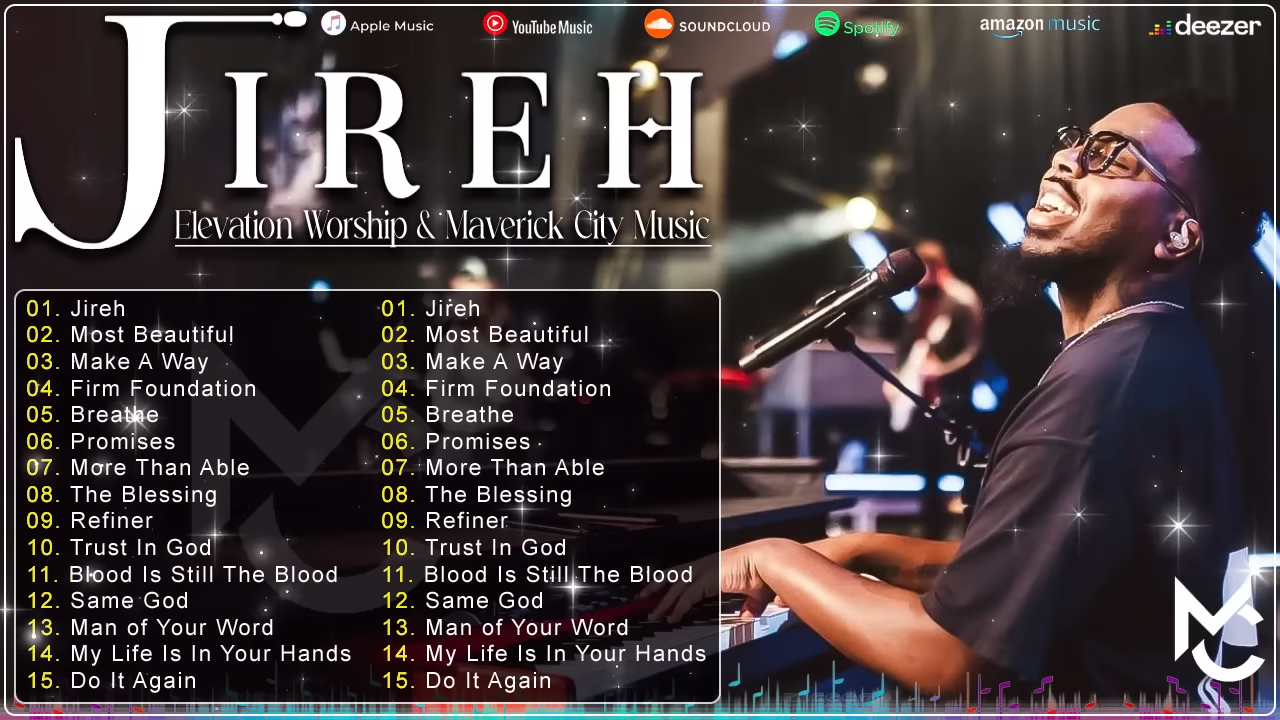 Apple Music
YouTube Music
SOUNDCLOUD
Spotify
amazon music
deezer
JIREH
Elevation Worship & Maverick City Music
01. Jireh
02. Most Beautiful
03. Make A Way
04. Firm Foundation
05. Breathe
06. Promises
07. More Than Able
08. The Blessing
09. Refiner
10. Trust In God
11. Blood Is Still The Blood
12. Same God
13. Man of Your Word
14. My Life Is In Your Hands
15. Do It Again
01. Jireh
02. Most Beautiful
03. Make A Way
04. Firm Foundation
05. Breathe
06. Promises
07. More Than Able
08. The Blessing
09. Refiner
10. Trust In God
11. Blood Is Still The Blood
12. Same God
13. Man of Your Word
14. My Life Is In Your Hands
15. Do It Again
MC